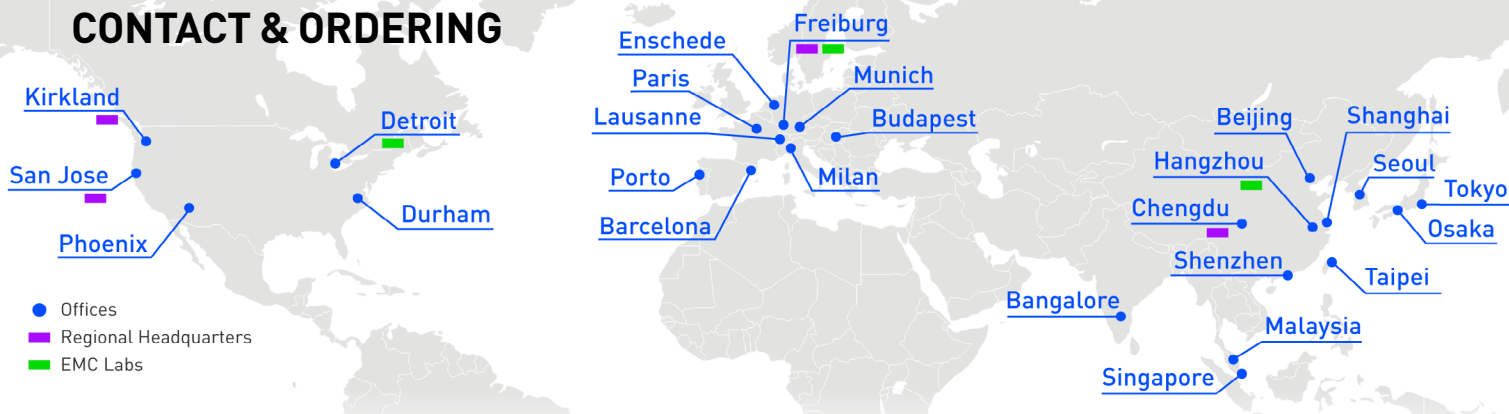 CONTACT & ORDERING
Kirkland
San Jose
Phoenix
Detroit
Durham
Offices
Regional Headquarters
EMC Labs
Freiburg
Enschede
Paris
Munich
Lausanne
Budapest
Porto
Milan
Barcelona
Beijing
Shanghai
Hangzhou
Seoul
Tokyo
Chengdu
Osaka
Shenzhen
Taipei
Bangalore
Malaysia
Singapore